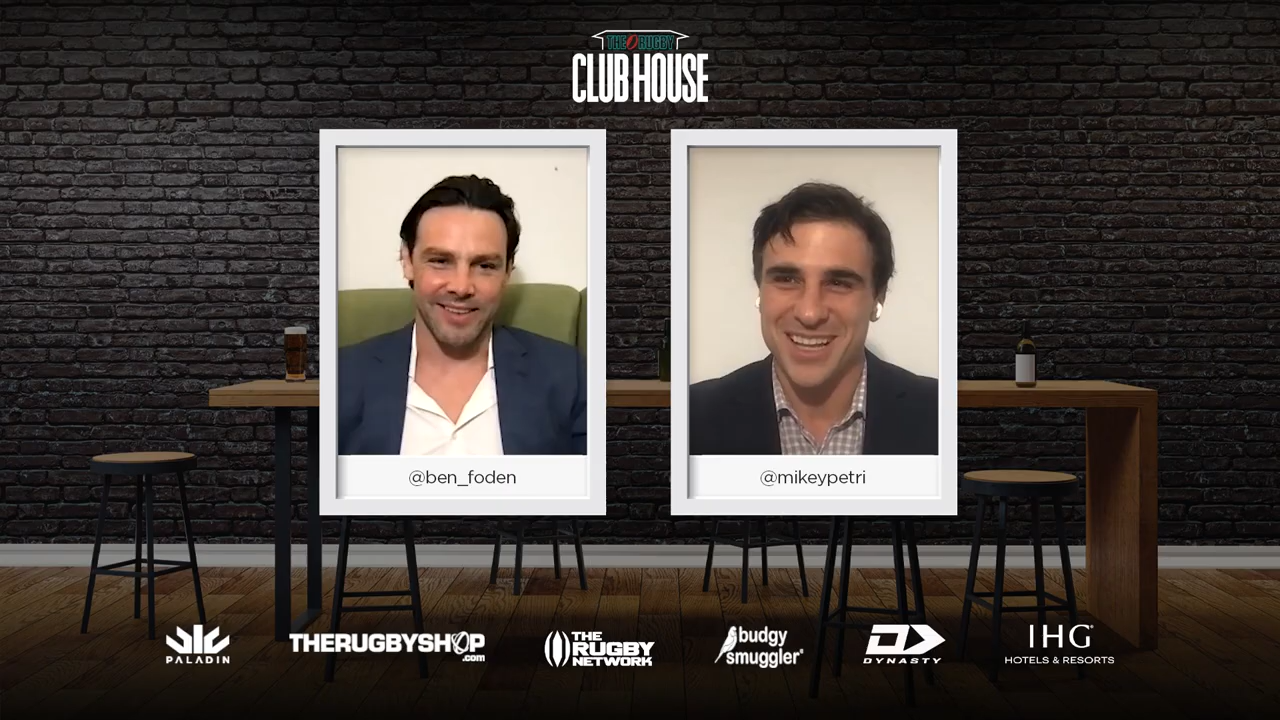 THE RUGBY
CLUB HOUSE
@ben_foden
@mikeypetri
PALADIN
THERUGBYSHOP
.com
THE
RUGBY
NETWORK
budgy
smuggler®
DYNASTY
IHG®
HOTELS & RESORTS